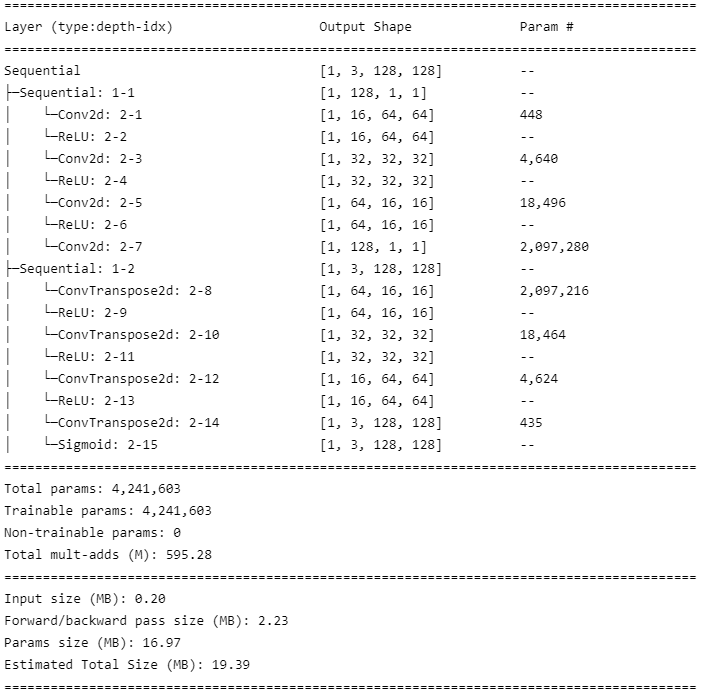 ==========================================================================================
Layer (type:depth-idx)                   Output Shape              Param #
==========================================================================================
Sequential                               [1, 3, 128, 128]          --
├─Sequential: 1-1                        [1, 128, 1, 1]            --
│    └─Conv2d: 2-1                       [1, 16, 64, 64]           448
│    └─ReLU: 2-2                         [1, 16, 64, 64]           --
│    └─Conv2d: 2-3                       [1, 32, 32, 32]           4,640
│    └─ReLU: 2-4                         [1, 32, 32, 32]           --
│    └─Conv2d: 2-5                       [1, 64, 16, 16]           18,496
│    └─ReLU: 2-6                         [1, 64, 16, 16]           --
│    └─Conv2d: 2-7                       [1, 128, 1, 1]            2,097,280
├─Sequential: 1-2                        [1, 3, 128, 128]          --
│    └─ConvTranspose2d: 2-8              [1, 64, 16, 16]           2,097,216
│    └─ReLU: 2-9                         [1, 64, 16, 16]           --
│    └─ConvTranspose2d: 2-10             [1, 32, 32, 32]           18,464
│    └─ReLU: 2-11                        [1, 32, 32, 32]           --
│    └─ConvTranspose2d: 2-12             [1, 16, 64, 64]           4,624
│    └─ReLU: 2-13                        [1, 16, 64, 64]           --
│    └─ConvTranspose2d: 2-14             [1, 3, 128, 128]          435
│    └─Sigmoid: 2-15                     [1, 3, 128, 128]          --
==========================================================================================
Total params: 4,241,603
Trainable params: 4,241,603
Non-trainable params: 0
Total mult-adds (M): 595.28
==========================================================================================
Input size (MB): 0.20
Forward/backward pass size (MB): 2.23
Params size (MB): 16.97
Estimated Total Size (MB): 19.39
==========================================================================================